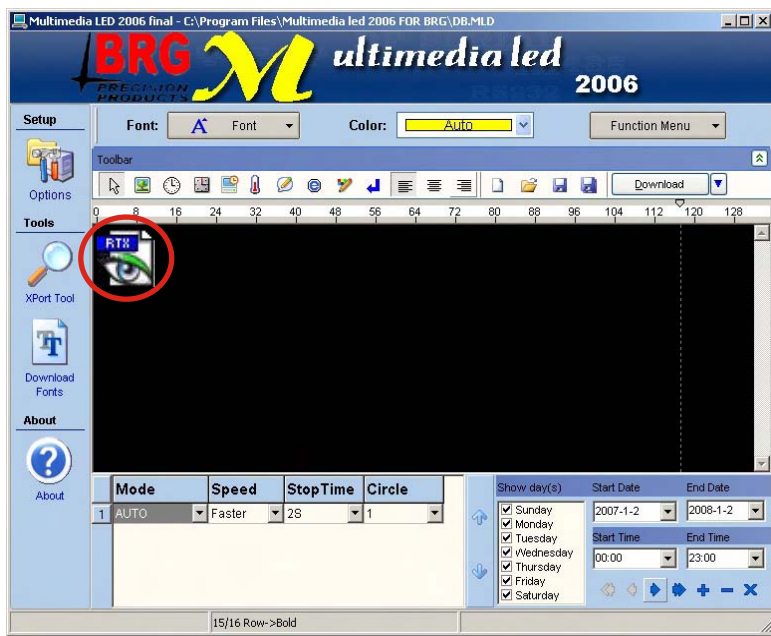 Multimedia LED 2006 final - C:\Program Files\Multimedia led 2006 FOR BRG\DB.MLD
BRG M ultimedia led
PRECISION
PRODUCTS RS232 2006
Setup Font: A Font Color: Auto Function Menu
Toolbar
Options Download
0 8 16 24 32 40 48 56 64 72 80 88 96 104 112 120 128
Tools
RTX
XPort Tool
Download
Fonts
About
About
Mode Speed StopTime Circle Show day(s) Start Date End Date
1 AUTO Faster 2S 1 Sunday 2007-1-2 2008-1-2
Monday
Tuesday Start Time End Time
Wednesday 00:00 23:00
Thursday
Friday
Saturday
15/16 Row->Bold